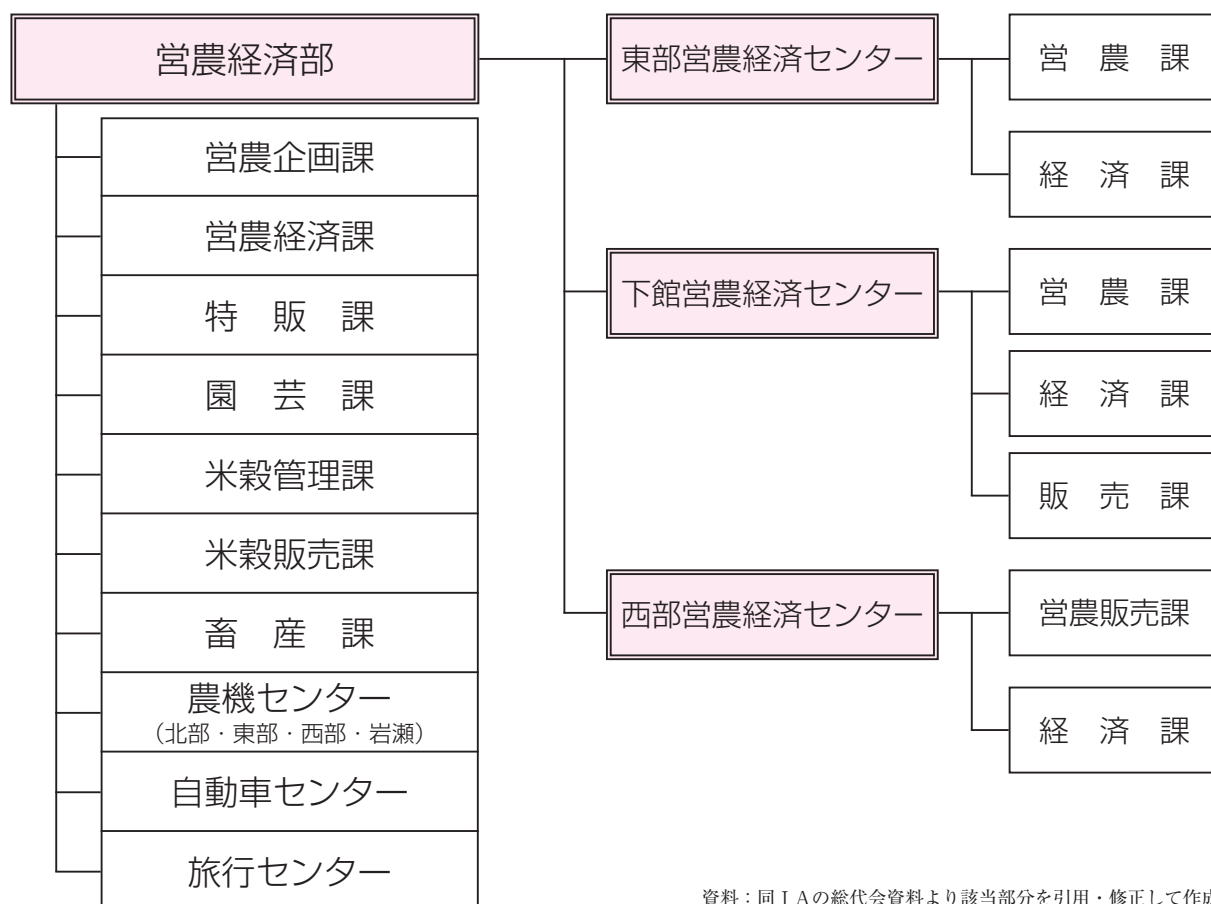 営農経済部
営農企画課
営農経済課
特　販　課
園　芸　課
米穀管理課
米穀販売課
畜　産　課
農機センター
（北部・東部・西部・岩瀬）
自動車センター
旅行センター
東部営農経済センター
営　農　課
経　済　課
下館営農経済センター
営　農　課
経　済　課
販　売　課
西部営農経済センター
営農販売課
経　済　課
資料：同ＪＡの総代会資料より該当部分を引用・修正して作成